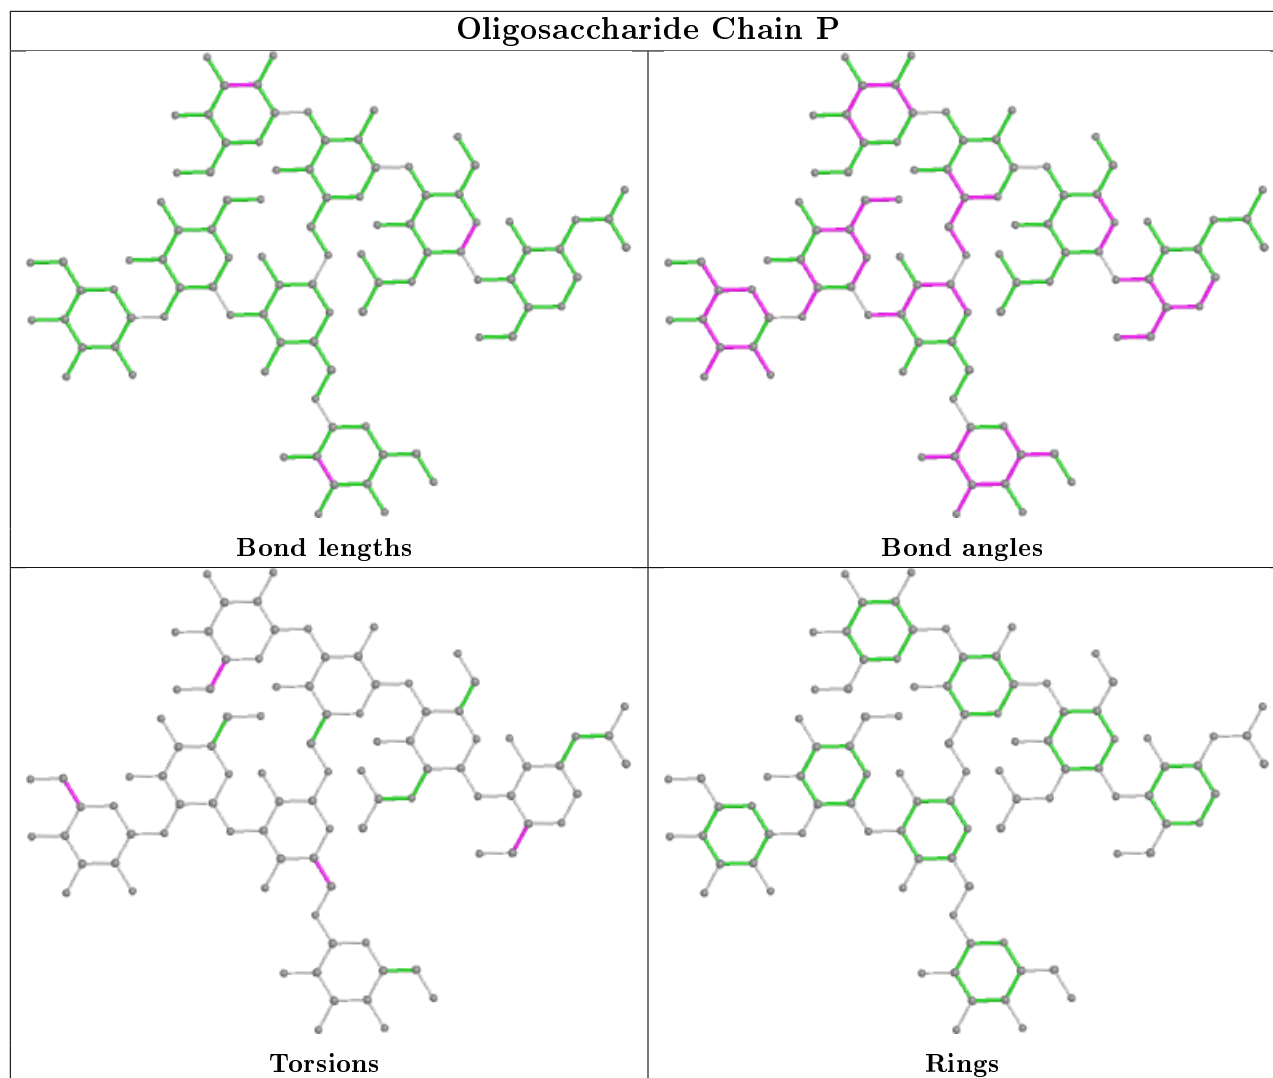 Oligosaccharide Chain P
Bond lengths
Bond angles
Torsions
Rings